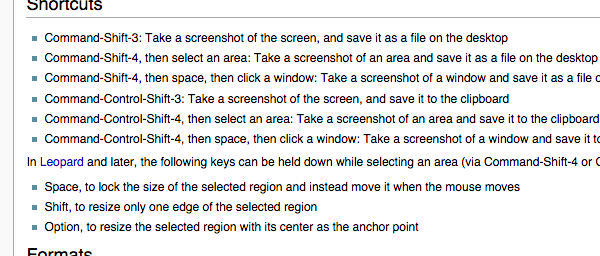 Shortcuts
Command-Shift-3: Take a screenshot of the screen, and save it as a file on the desktop
Command-Shift-4, then select an area: Take a screenshot of an area and save it as a file on the desktop
Command-Shift-4, then space, then click a window: Take a screenshot of a window and save it as a file o
Command-Control-Shift-3: Take a screenshot of the screen, and save it to the clipboard
Command-Control-Shift-4, then select an area: Take a screenshot of an area and save it to the clipboard
Command-Control-Shift-4, then space, then click a window: Take a screenshot of a window and save it to
In Leopard and later, the following keys can be held down while selecting an area (via Command-Shift-4 or C
Space, to lock the size of the selected region and instead move it when the mouse moves
Shift, to resize only one edge of the selected region
Option, to resize the selected region with its center as the anchor point
Formats